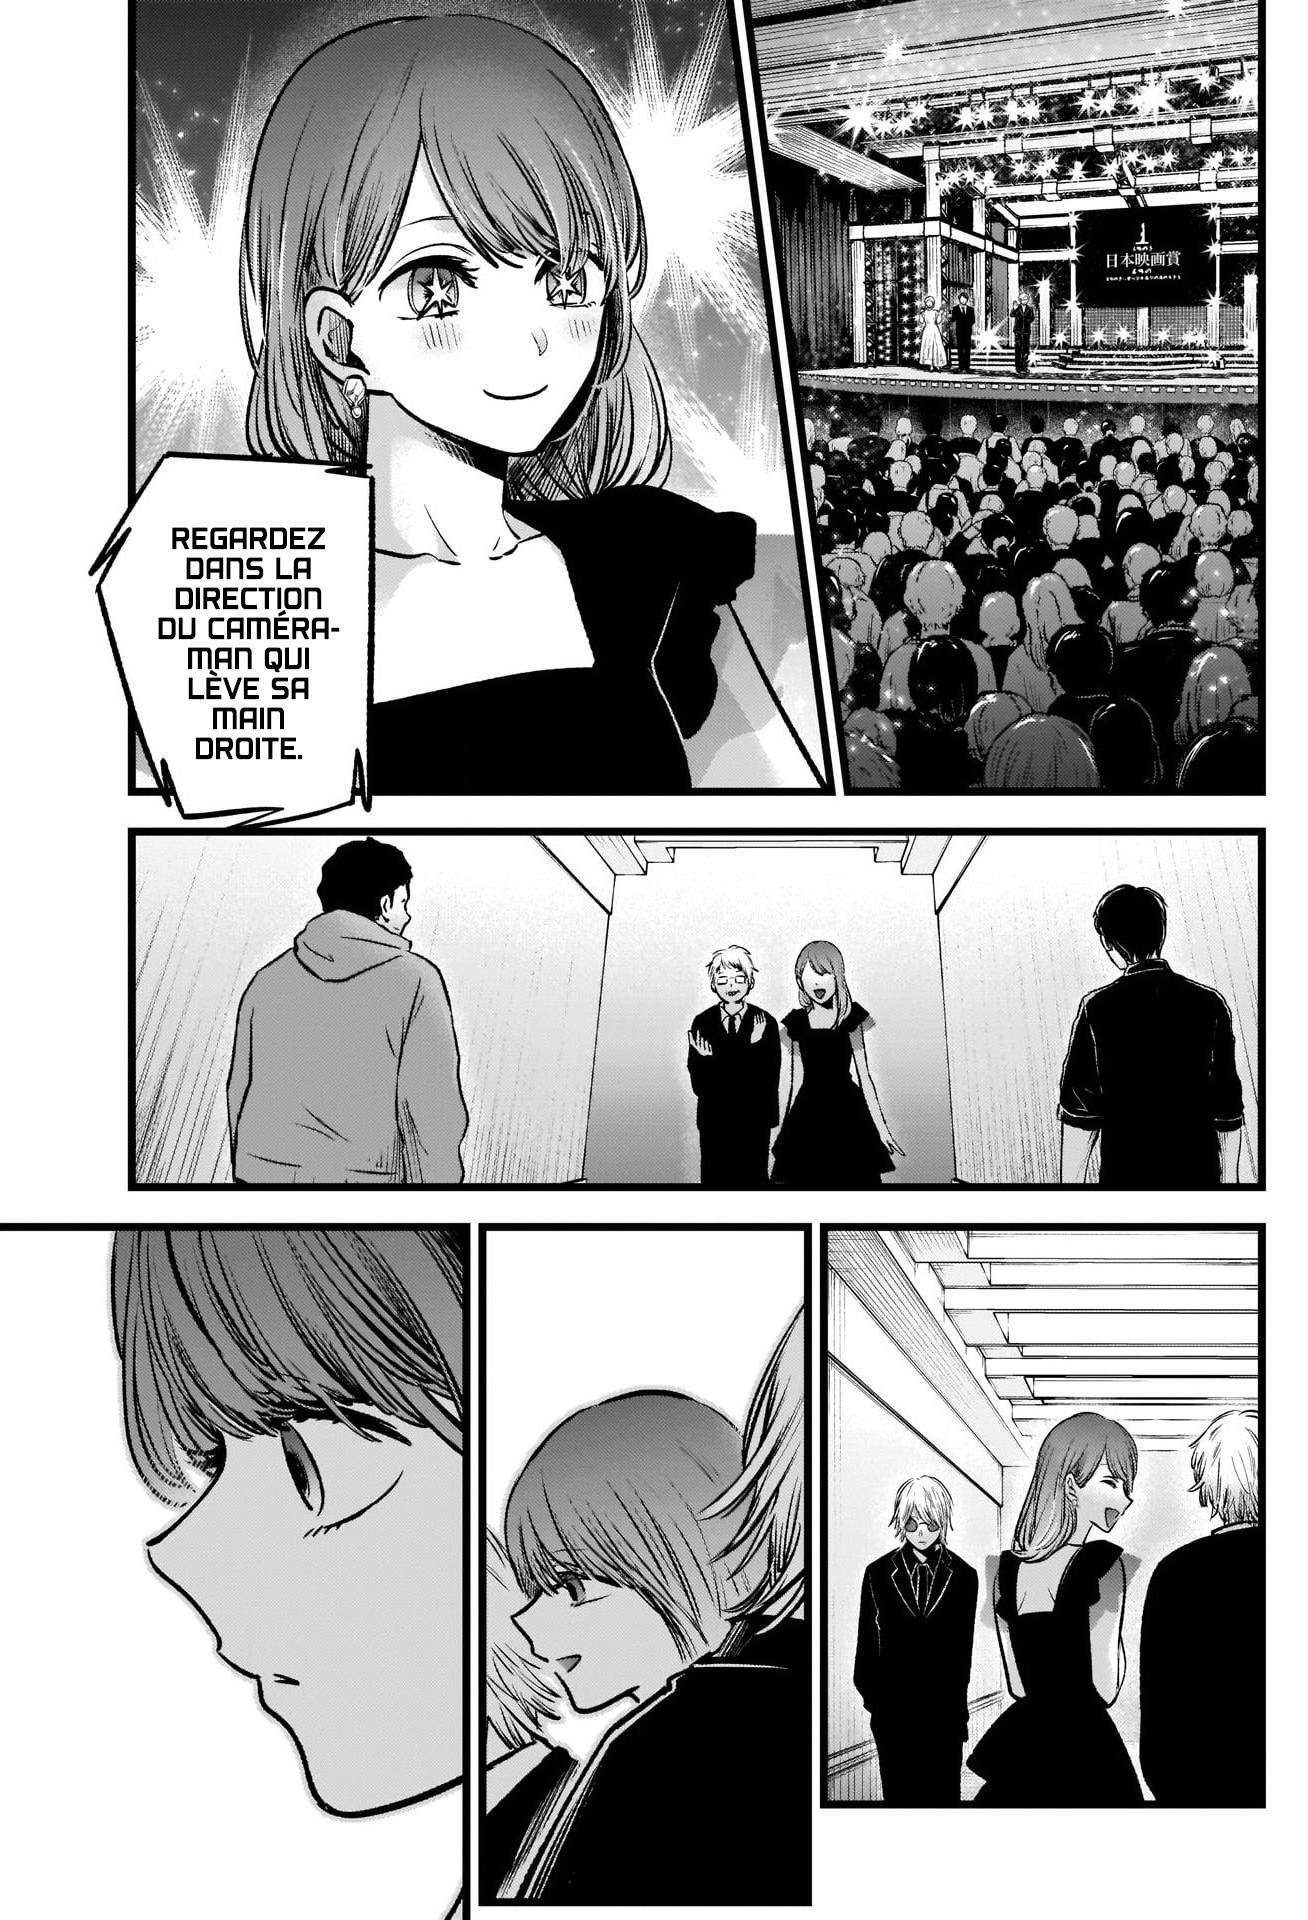 日本映画賞
REGARDEZ
DANS LA
DIRECTION
DU CAMÉRA-
MAN QUI
LÈVE SA
MAIN
DROITE.